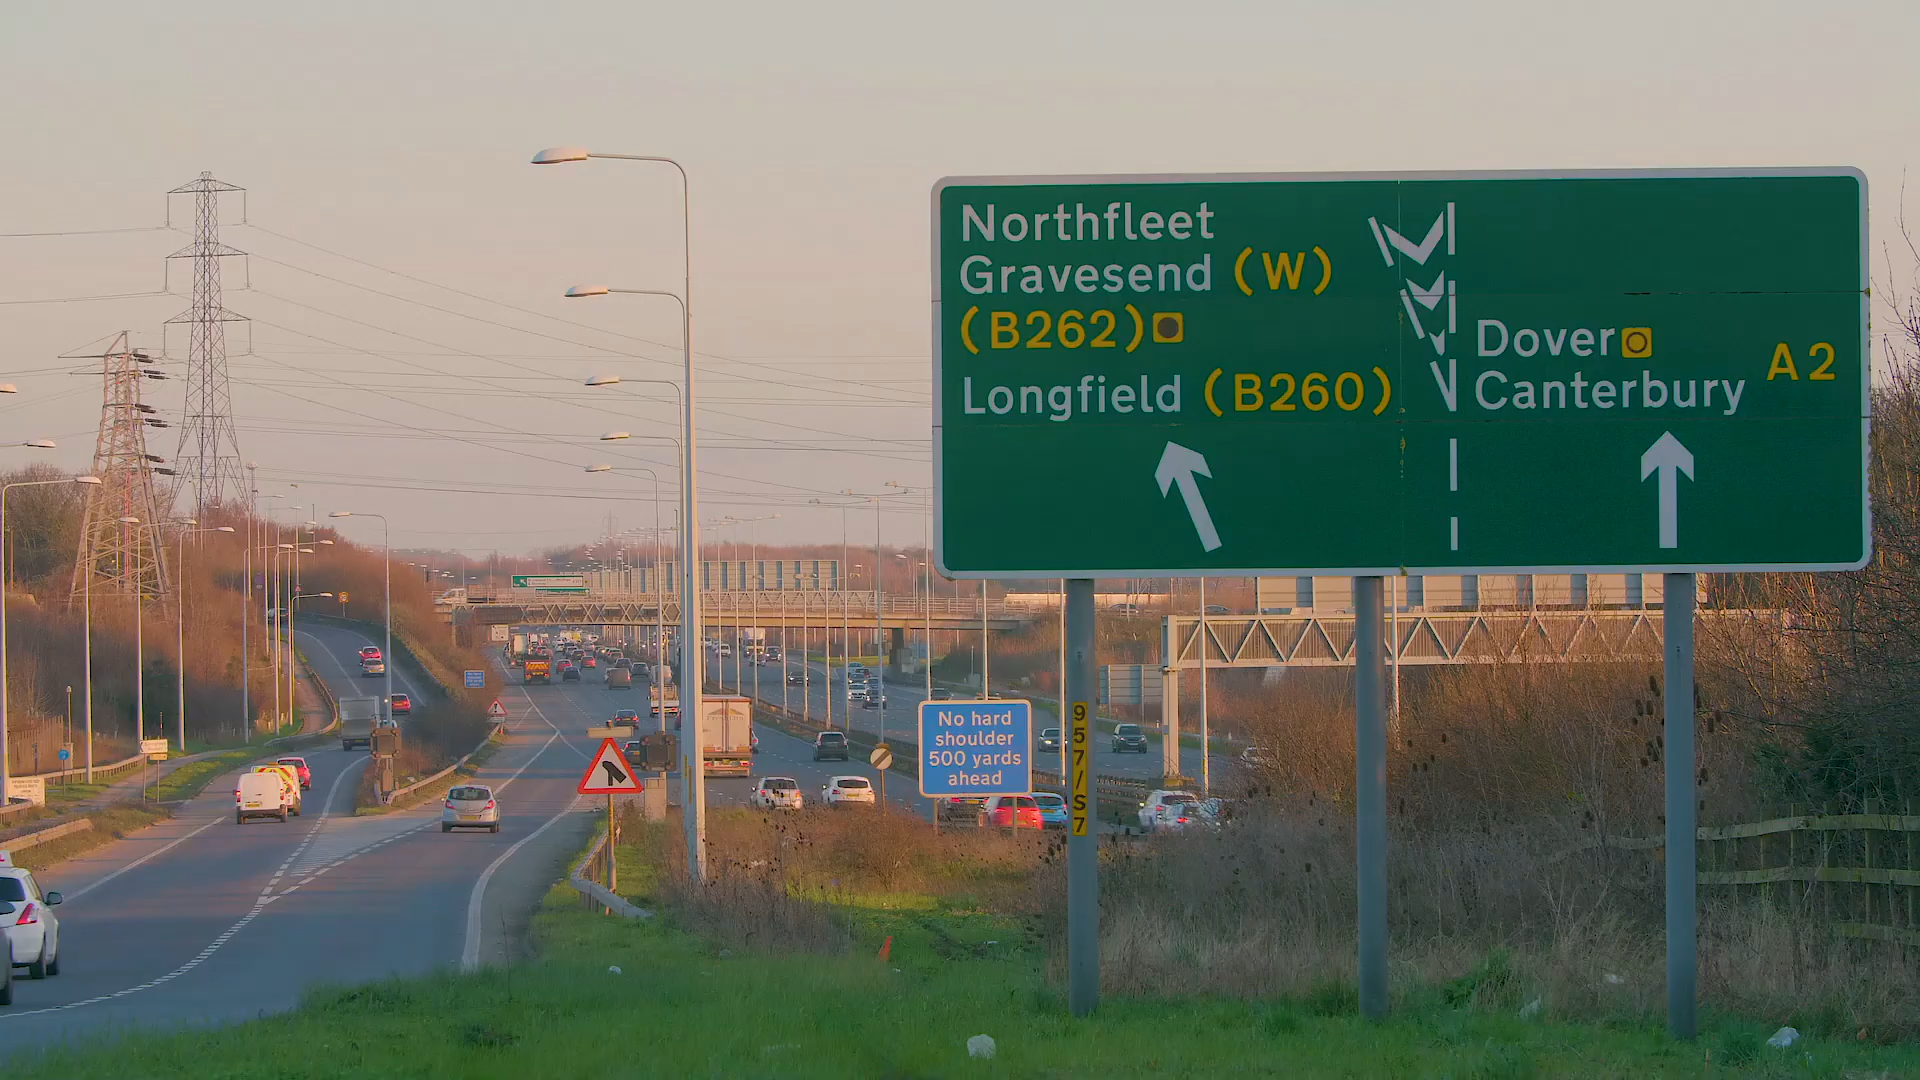 Northfleet
Gravesend (W)
(B262)
Longfield (B260)
Dover
Canterbury
A2
No hard
shoulder
500 yards
ahead
957/S7